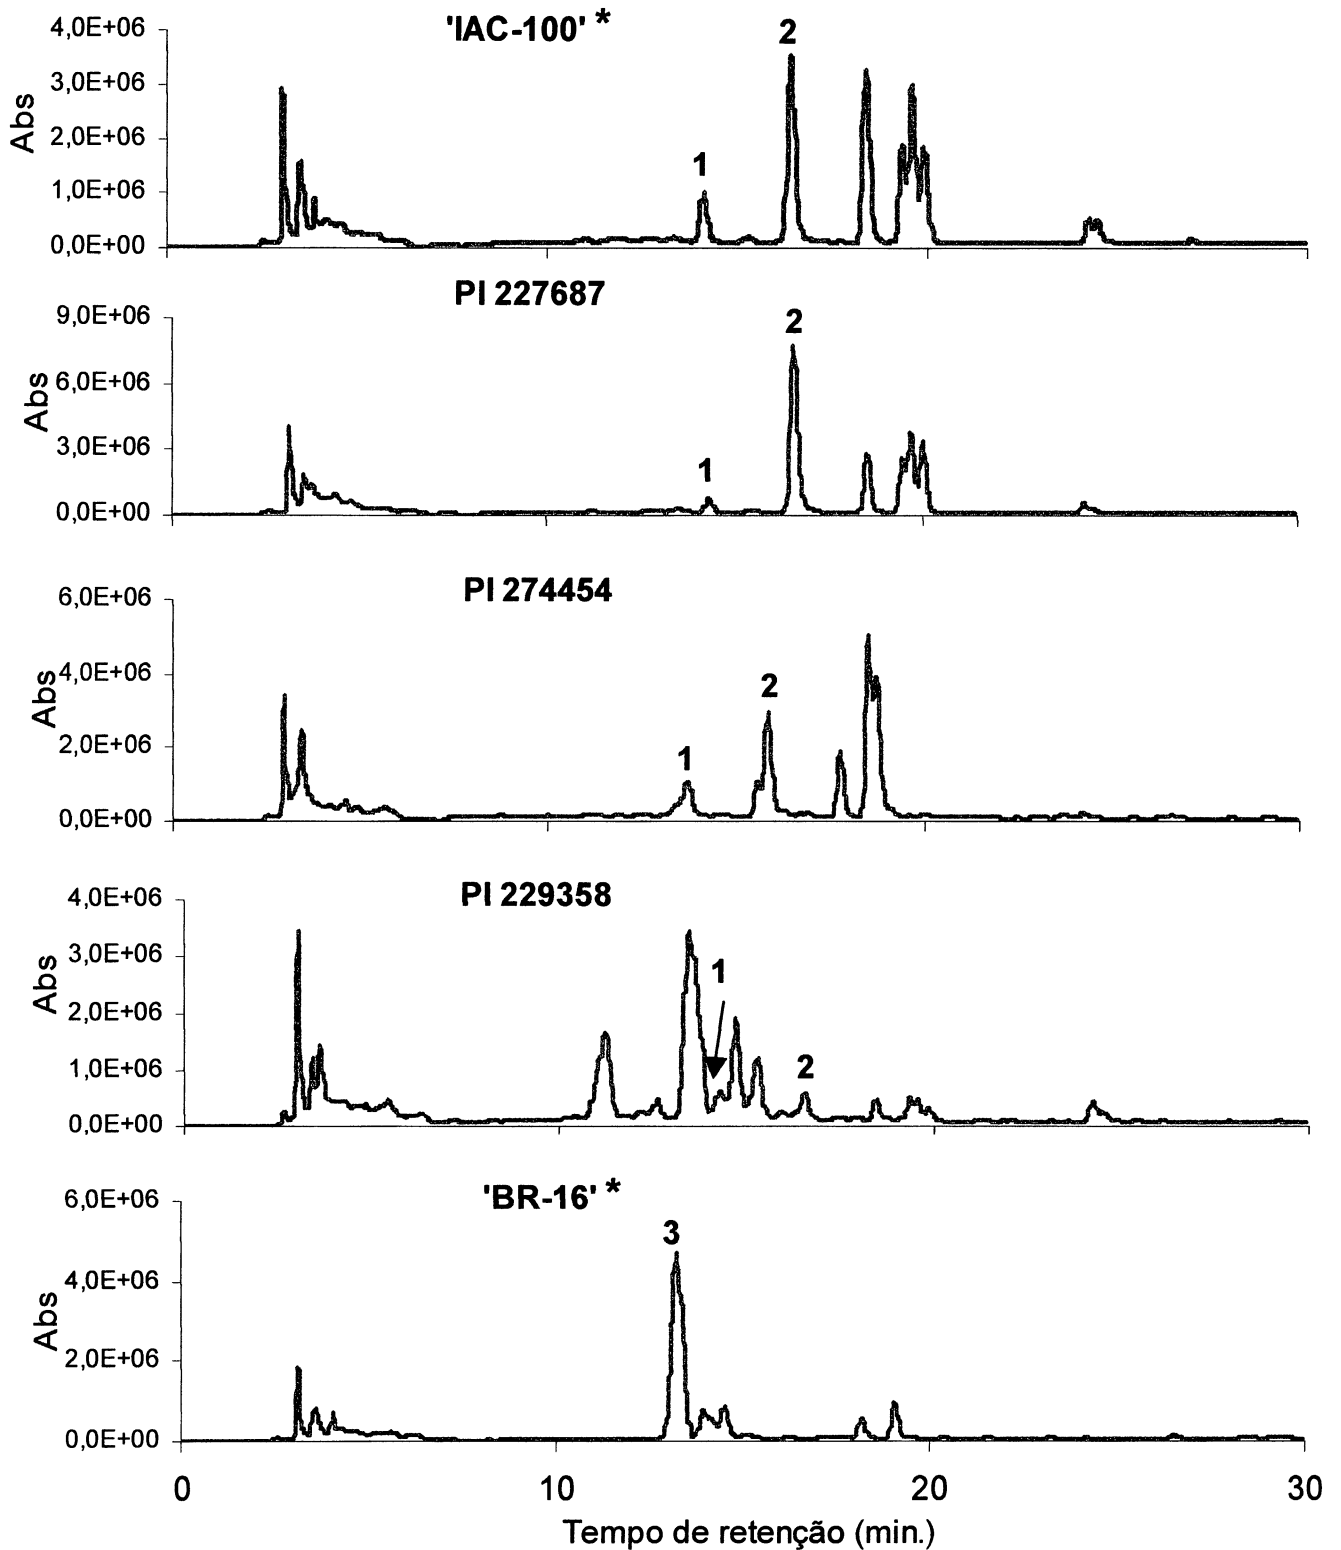 'IAC-100' *
4,0E+06
3,0E+06
2,0E+06
1,0E+06
0,0E+00
Abs
1
2
PI 227687
9,0E+06
6,0E+06
3,0E+06
0,0E+00
Abs
1
2
PI 274454
6,0E+06
4,0E+06
2,0E+06
0,0E+00
Abs
1
2
PI 229358
4,0E+06
3,0E+06
2,0E+06
1,0E+06
0,0E+00
Abs
1
2
'BR-16' *
6,0E+06
4,0E+06
2,0E+06
0,0E+00
Abs
3
0 10 20 30
Tempo de retenção (min.)